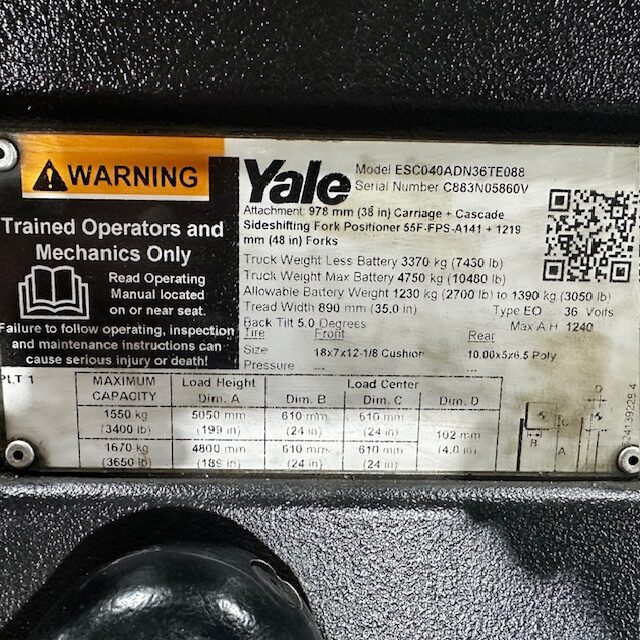 WARNING
Trained Operators and
Mechanics Only
Read Operating
Manual located
on or near seat.
Failure to follow operating, inspection
and maintenance instructions can
cause serious injury or death!
Yale
Model ESC040ADN36TE088
Serial Number C883N05860V
Attachment: 978 mm (38 in) Carriage + Cascade
Sideshifting Fork Positioner 55F-FPS-A141 + 1219
mm (48 in) Forks
Truck Weight Less Battery 3370 kg (7430 lb)
Truck Weight Max Battery 4750 kg (10480 lb)
Allowable Battery Weight 1230 kg (2700 lb) to 1390 kg (3050 lb)
Tread Width 890 mm (35.0 in) Type EO 36 Volts
Back Tilt 5.0 Degrees Max A.H. 1240
Tire Front Rear
Size 18x7x12-1/8 Cushion 10.00x5x6.5 Poly
Pressure --- ---
PLT 1
MAXIMUM CAPACITY Load Height Dim. A Load Center Dim. B Dim. C Dim. D
1550 kg 5050 mm 610 mm 610 mm
(3400 lb) (199 in) (24 in) (24 in)
102 mm
(4.0 in)
1670 kg 4800 mm 610 mm 610 mm
(3650 lb) (189 in) (24 in) (24 in)
D
B
C
A